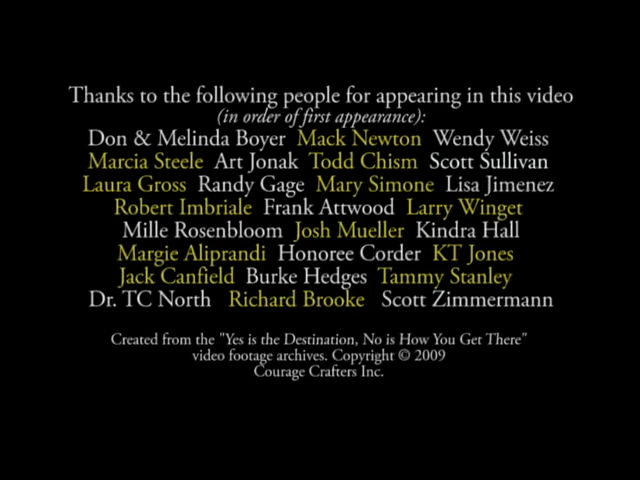 Thanks to the following people for appearing in this video
(in order of first appearance):
Don & Melinda Boyer Mack Newton Wendy Weiss
Marcia Steele Art Jonak Todd Chism Scott Sullivan
Laura Gross Randy Gage Mary Simone Lisa Jimenez
Robert Imbriale Frank Attwood Larry Winget
Mille Rosenbloom Josh Mueller Kindra Hall
Margie Aliprandi Honoree Corder KT Jones
Jack Canfield Burke Hedges Tammy Stanley
Dr. TC North Richard Brooke Scott Zimmermann
Created from the "Yes is the Destination, No is How You Get There"
video footage archives. Copyright © 2009
Courage Crafters Inc.